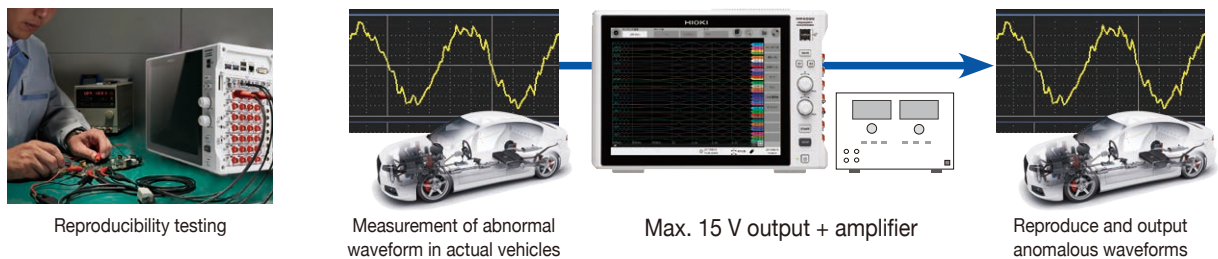 HIOKI
Reproducibility testing
Measurement of abnormal
waveform in actual vehicles
Max. 15 V output + amplifier
Reproduce and output
anomalous waveforms